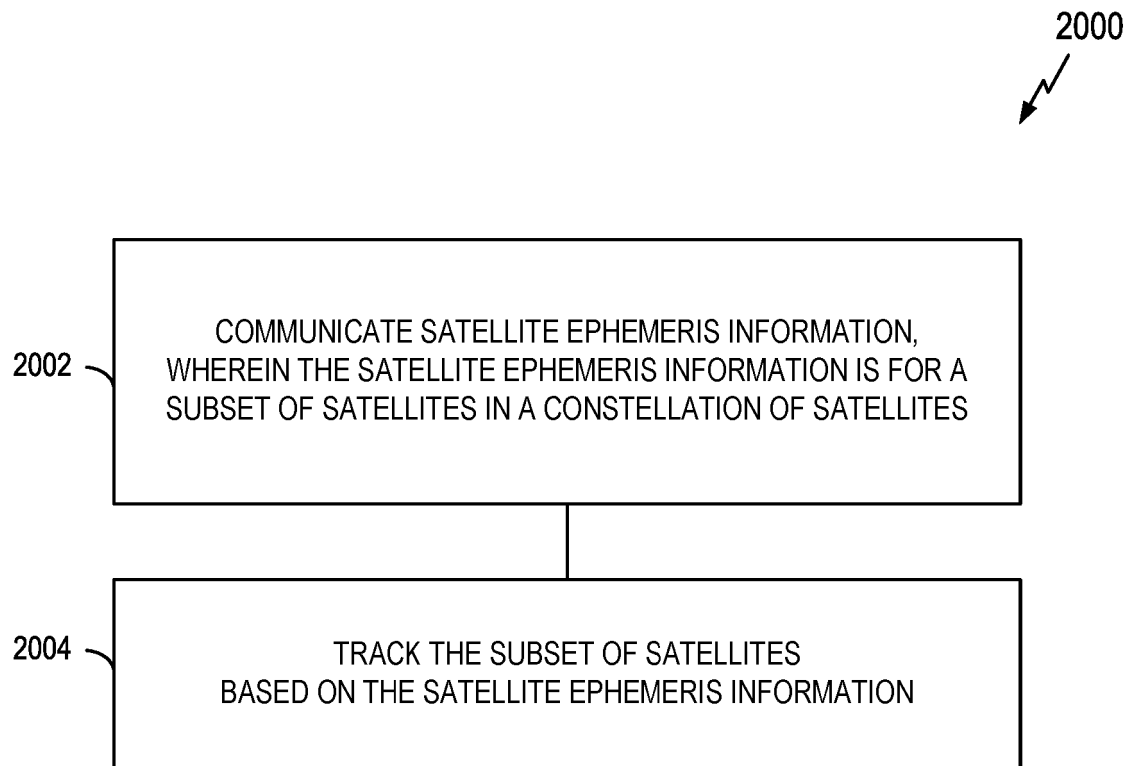 2000
2002
COMMUNICATE SATELLITE EPHEMERIS INFORMATION,
WHEREIN THE SATELLITE EPHEMERIS INFORMATION IS FOR A
SUBSET OF SATELLITES IN A CONSTELLATION OF SATELLITES
2004
TRACK THE SUBSET OF SATELLITES
BASED ON THE SATELLITE EPHEMERIS INFORMATION